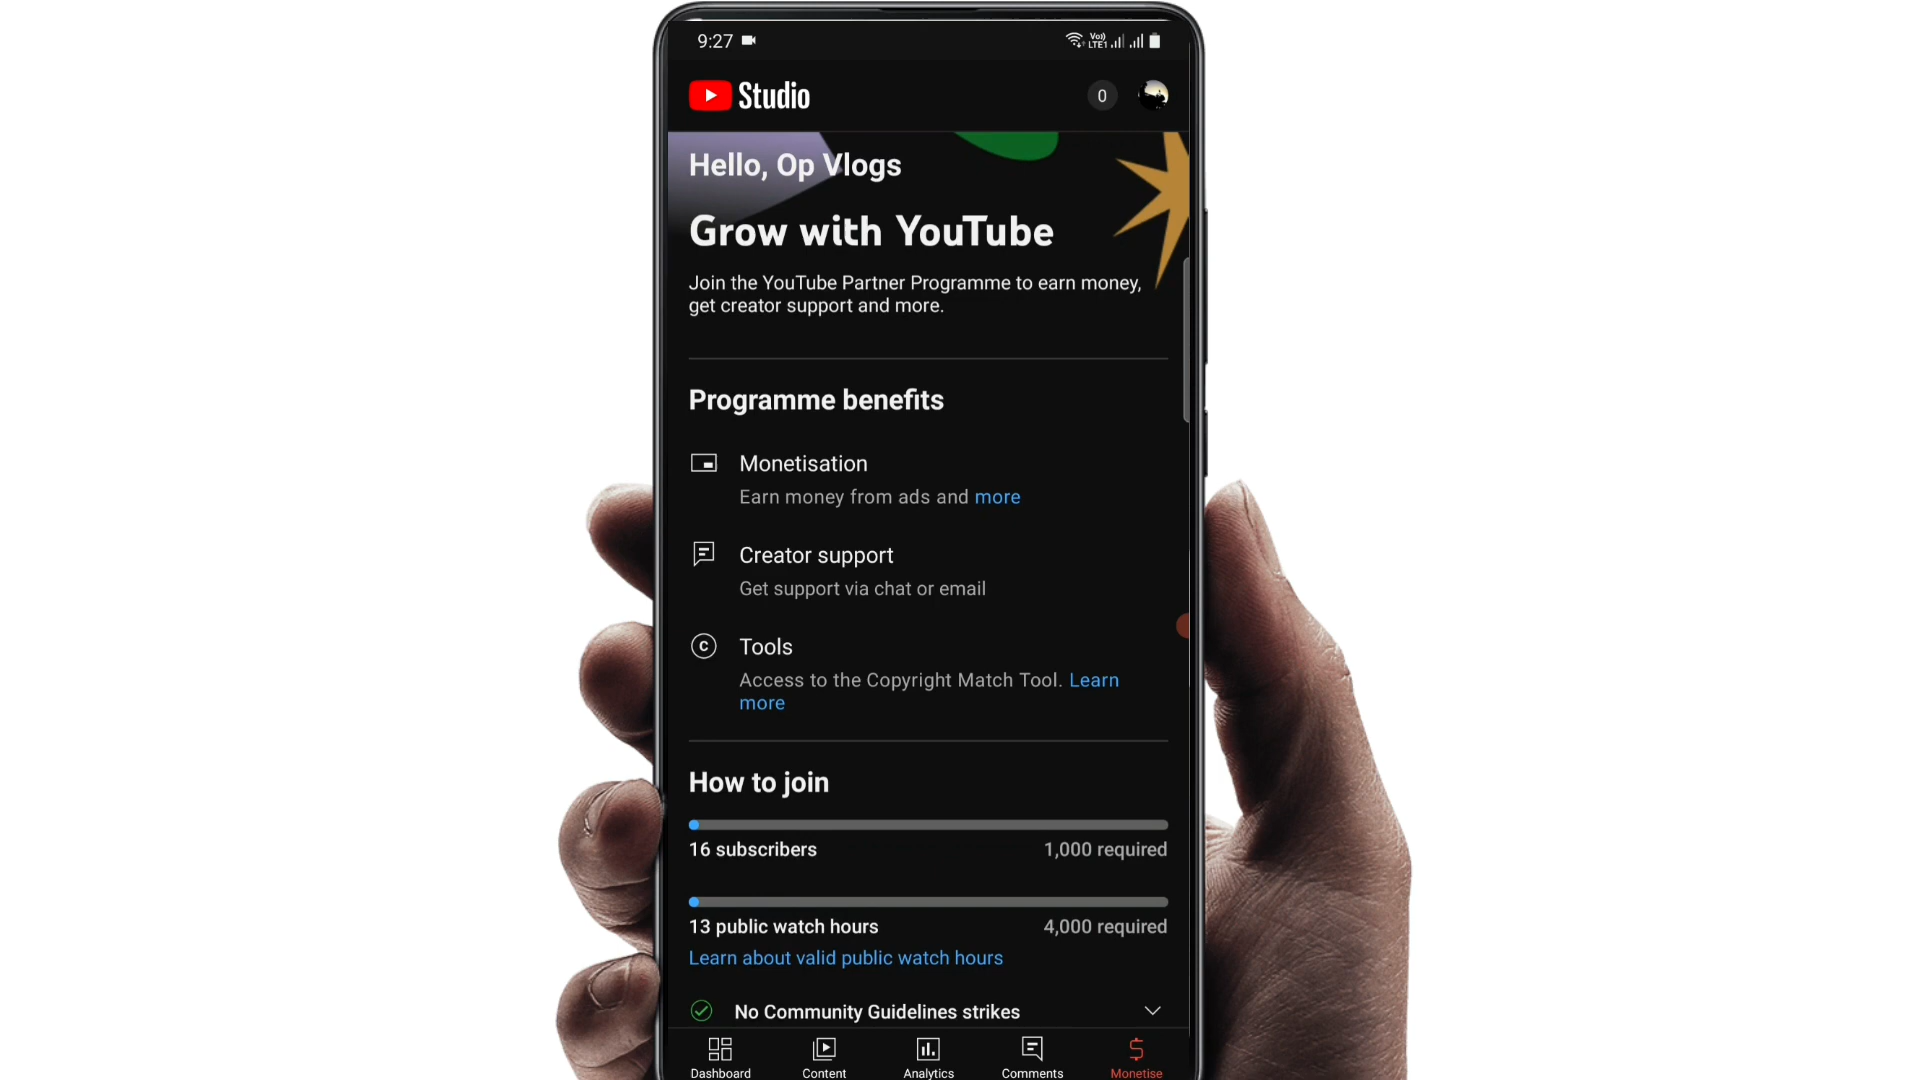 9:27
Vo)
LTE1
Studio
0
Hello, Op Vlogs
Grow with YouTube
Join the YouTube Partner Programme to earn money,
get creator support and more.
Programme benefits
Monetisation
Earn money from ads and more
Creator support
Get support via chat or email
Tools
Access to the Copyright Match Tool. Learn
more
How to join
16 subscribers 1,000 required
13 public watch hours 4,000 required
Learn about valid public watch hours
No Community Guidelines strikes
Dashboard Content Analytics Comments Monetise